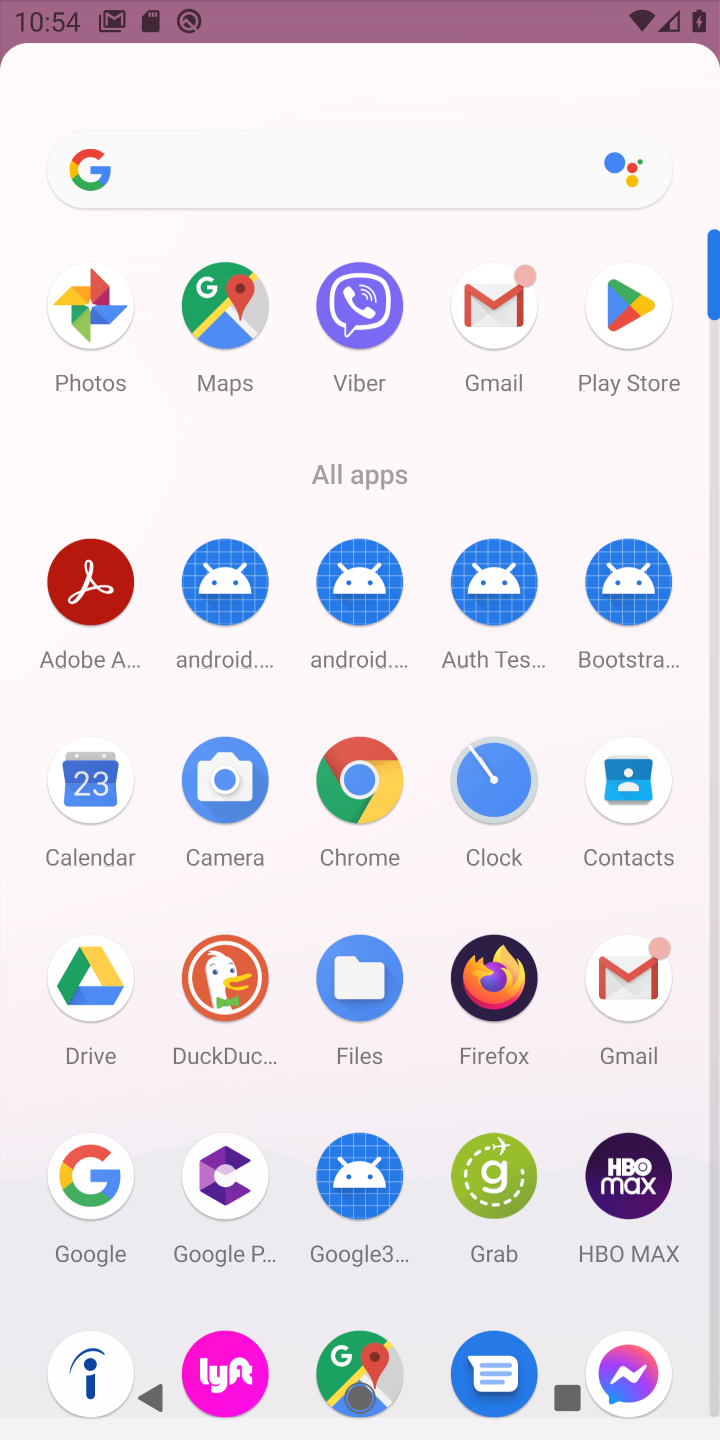 10:54
Photos Maps Viber Gmail Play Store
All apps
Adobe A... android.... android.... Auth Tes... Bootstra...
23
Calendar Camera Chrome Clock Contacts
Drive DuckDuc... Files Firefox Gmail
g HBO max
Google Google P... Google3... Grab HBO MAX
lyft